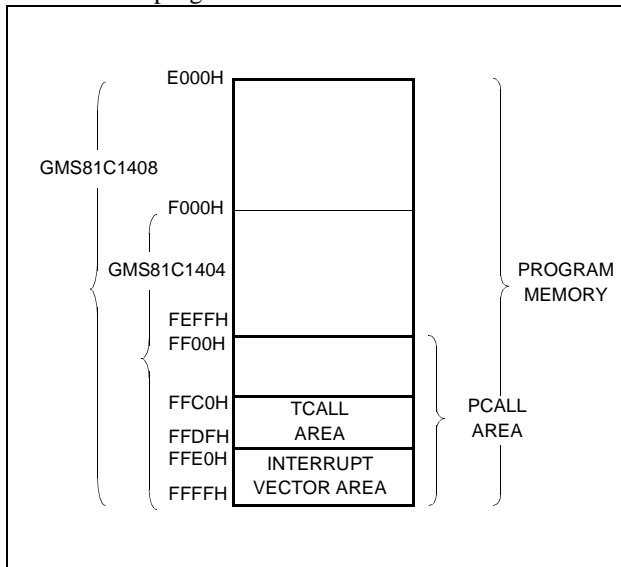 E000H
GMS81C1408
F000H
GMS81C1404
PROGRAM
MEMORY
FEFFH
FF00H
FFC0H
TCALL
AREA
PCALL
AREA
FFDFH
FFE0H
INTERRUPT
VECTOR AREA
FFFFH